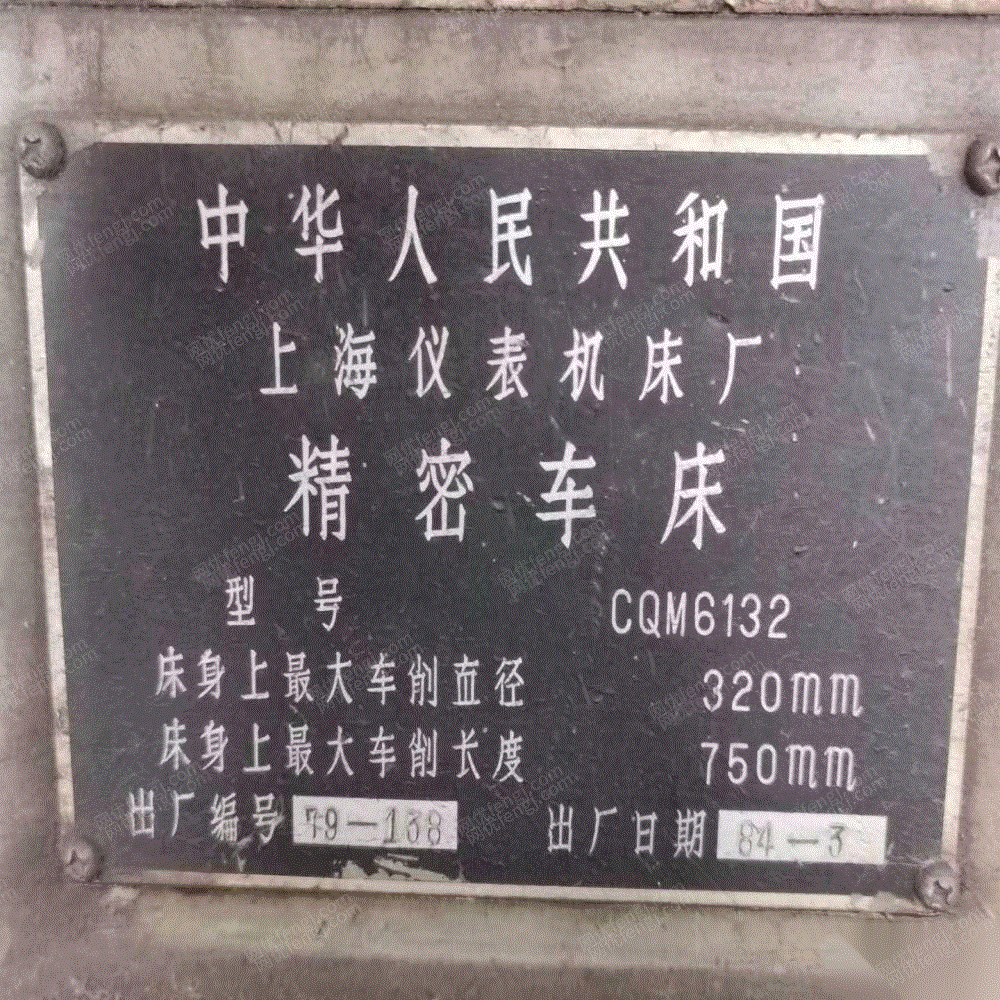 中华人民共和国
上海仪表机床厂
精密车床
型号 CQM6132
床身上最大车削直径 320mm
床身上最大车削长度 750mm
出厂编号 79-138 出厂日期 84-3